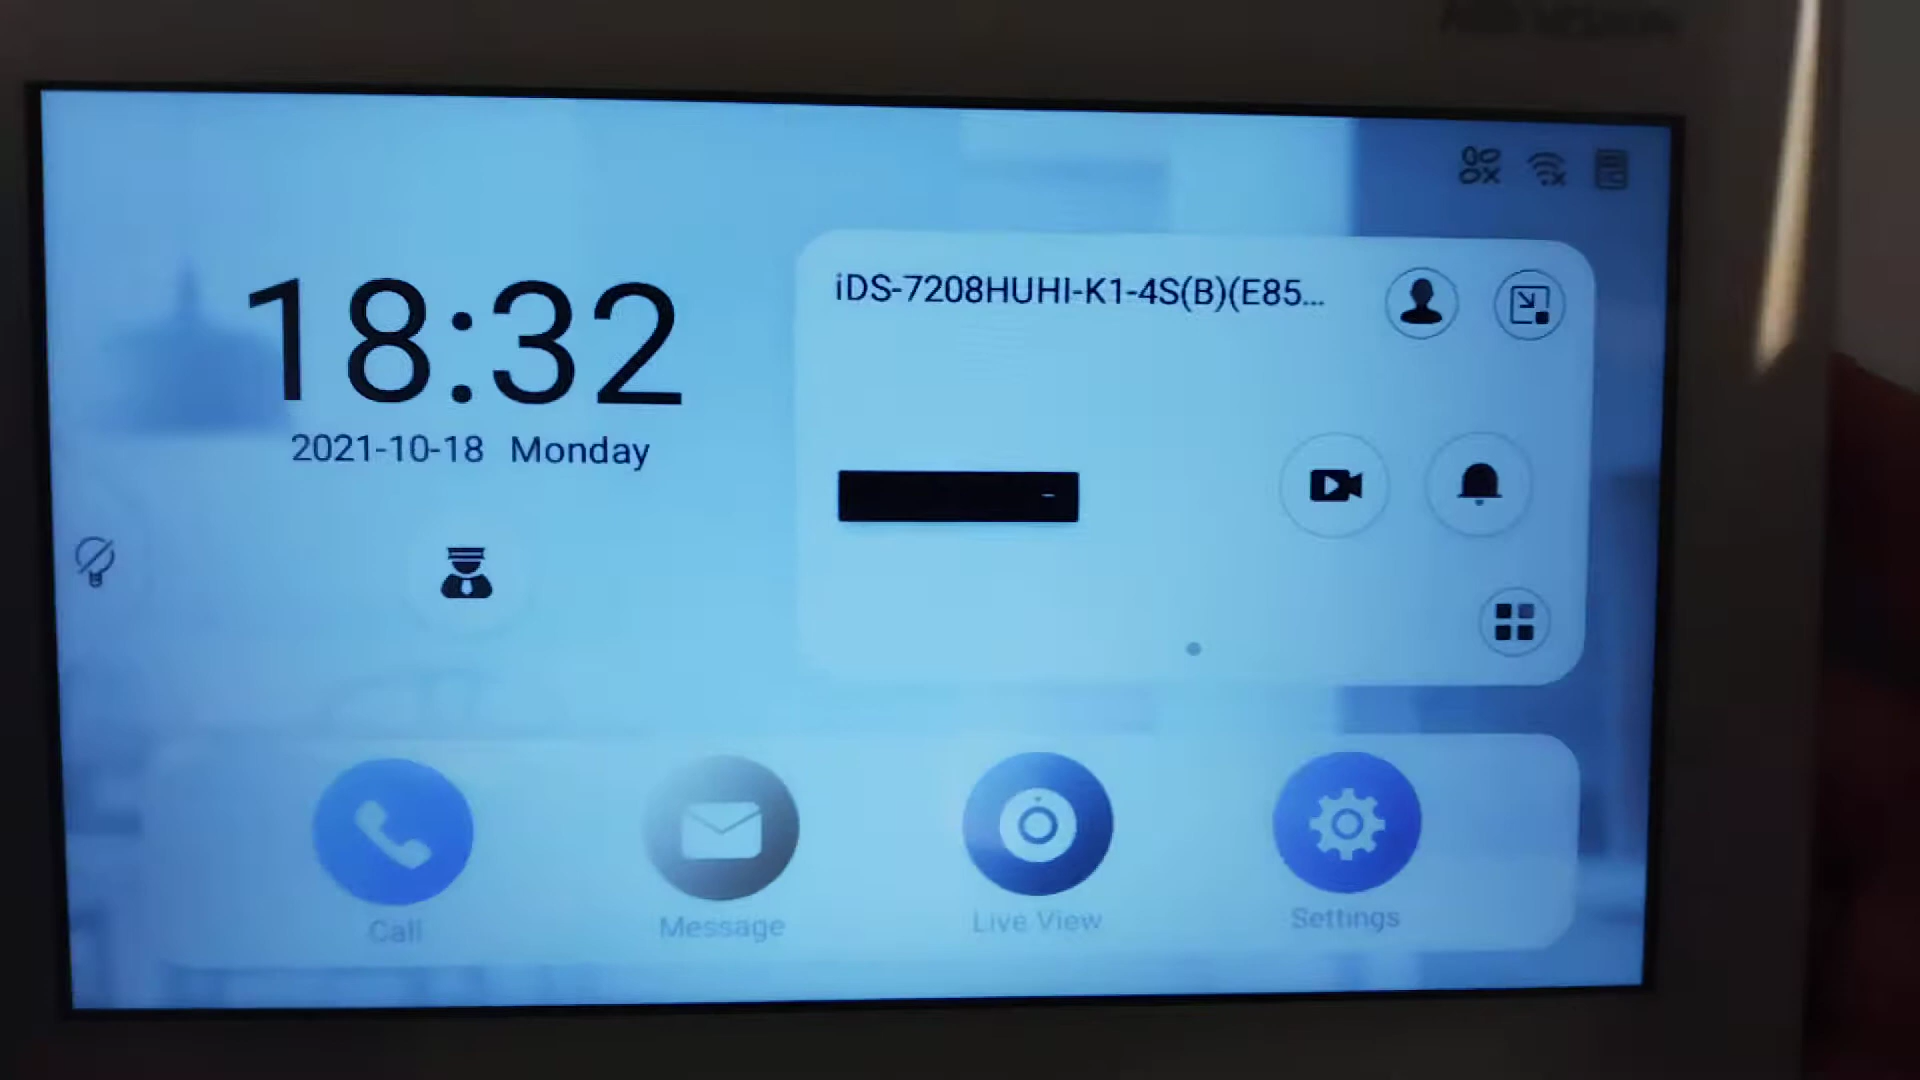 18:32
2021-10-18 Monday
iDS-7208HUHI-K1-4S(B)(E85...
Call
Message
Live View
Settings